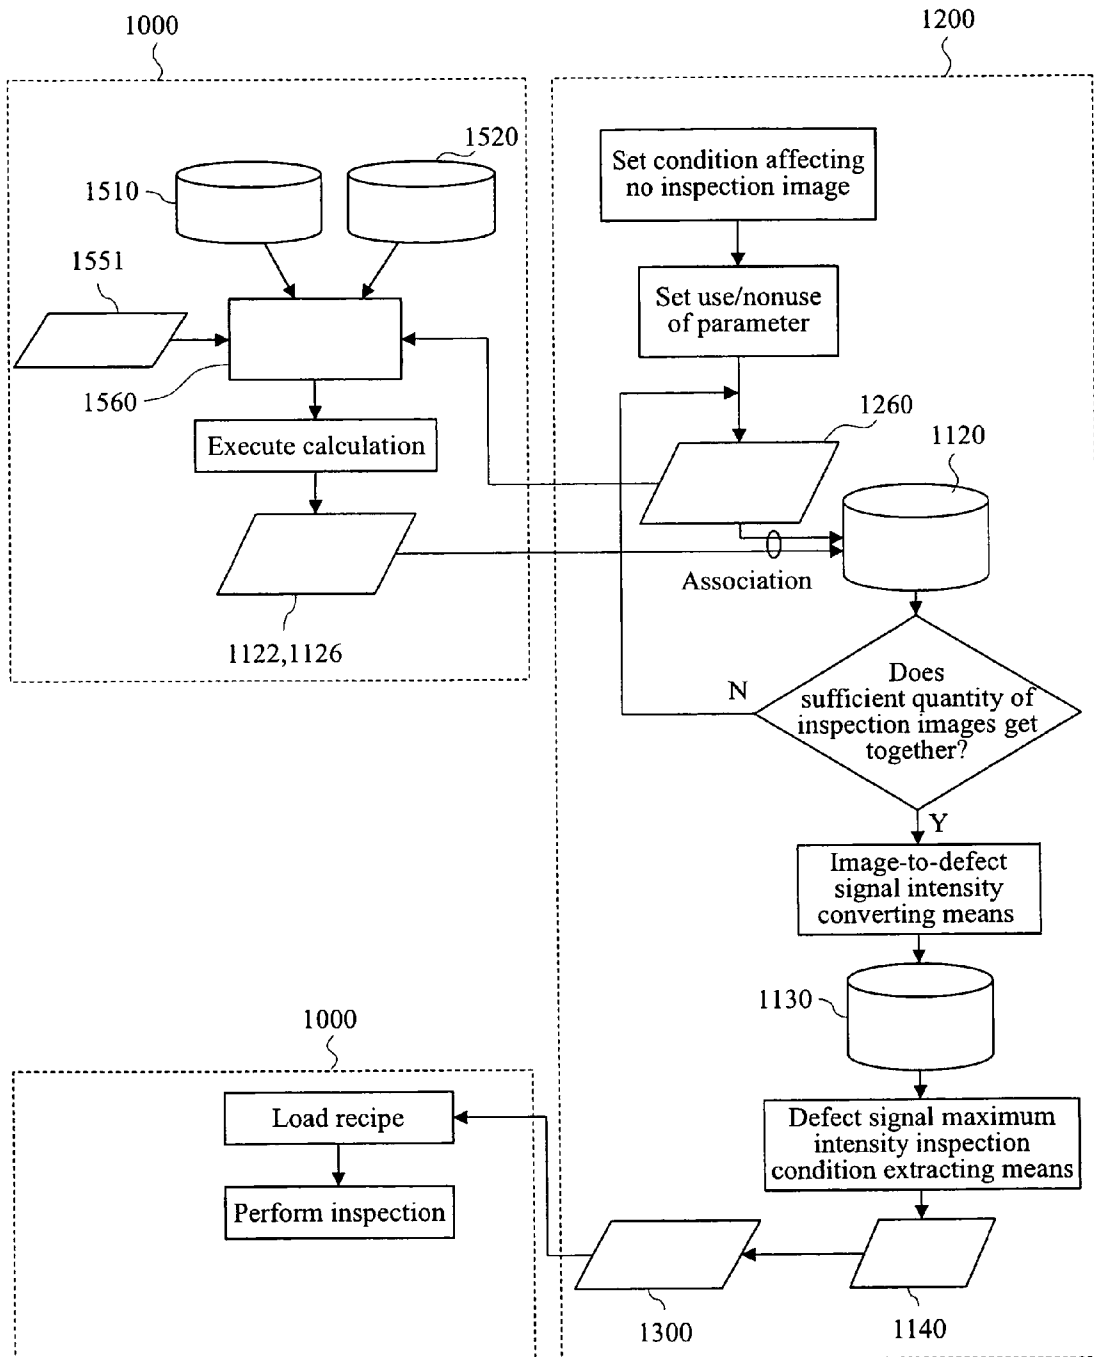 1000
1200
1510
1520
1551
1560
Execute calculation
1122,1126
Set condition affecting
no inspection image
Set use/nonuse
of parameter
1260
1120
Association
Does
sufficient quantity of
inspection images get
together?
N
Y
Image-to-defect
signal intensity
converting means
1130
Defect signal maximum
intensity inspection
condition extracting means
1140
1300
1000
Load recipe
Perform inspection